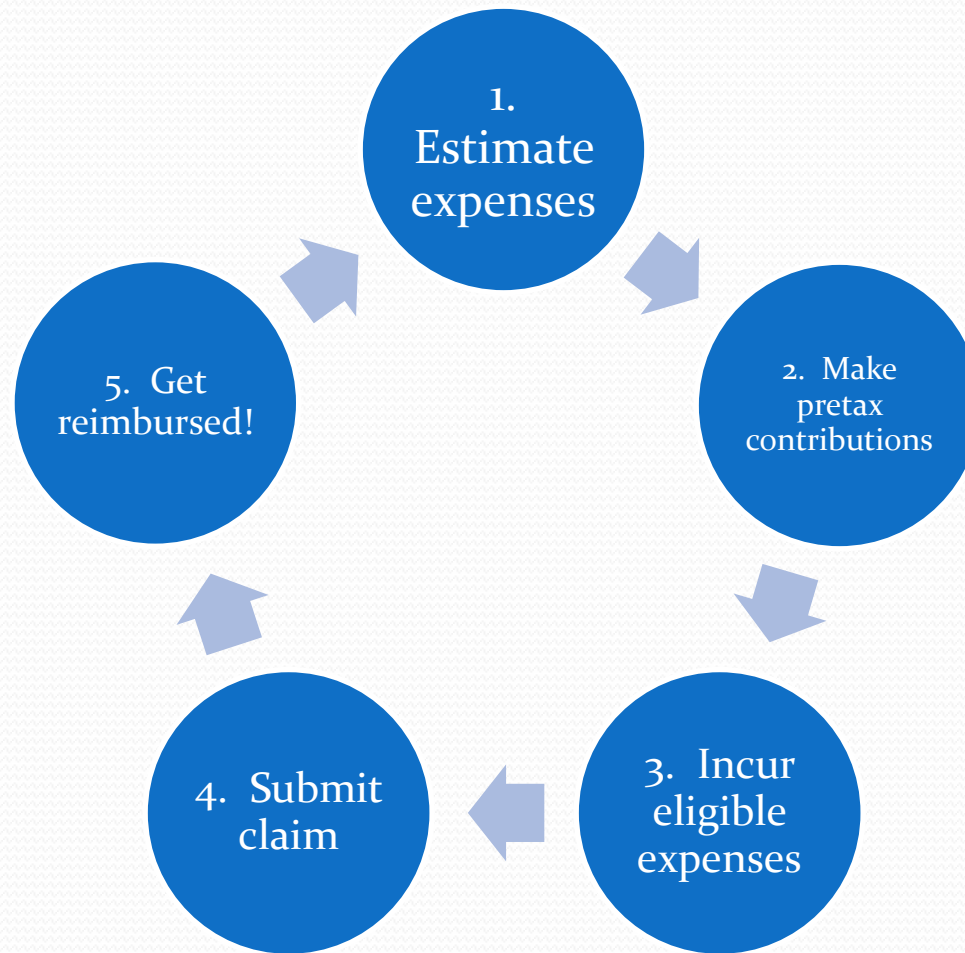 1.
Estimate
expenses
2. Make
pretax
contributions
3. Incur
eligible
expenses
4. Submit
claim
5. Get
reimbursed!